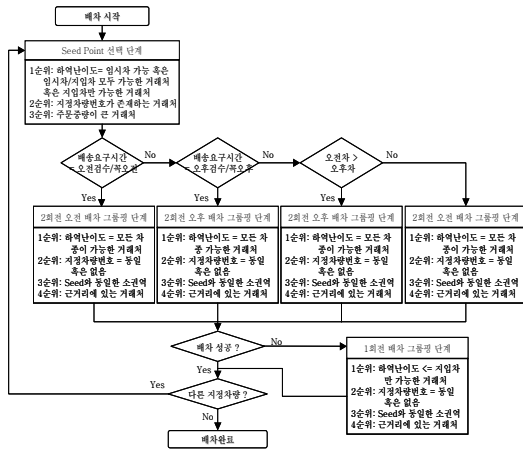 배차 시작
Seed Point 선택 단계
1순위: 하역난이도= 임시차 가능 혹은
임시차/지입차 모두 가능한 거래처
혹은 지입차만 가능한 거래처
2순위: 지정차량번호가 존재하는 거래처
3순위: 주문중량이 큰 거래처
배송요구시간
= 오전검수/꼭오전
No
배송요구시간
= 오후검수/꼭오후
No
오전차 >
오후차
No
Yes
Yes
Yes
2회전 오전 배차 그룹핑 단계
1순위: 하역난이도 = 모든 차
종이 가능한 거래처
2순위: 지정차량번호 = 동일
혹은 없음
3순위: Seed와 동일한 소권역
4순위: 근거리에 있는 거래처
2회전 오후 배차 그룹핑 단계
1순위: 하역난이도 = 모든 차
종 가능한 거래처
2순위: 지정차량번호 = 동일
혹은 없음
3순위: Seed와 동일한 소권역
4순위: 근거리에 있는 거래처
2회전 오후 배차 그룹핑 단계
1순위: 하역난이도 = 모든 차
종이 가능한 거래처
2순위: 지정차량번호 = 동일
혹은 없음
3순위: Seed와 동일한 소권역
4순위: 근거리에 있는 거래처
2회전 오전 배차 그룹핑 단계
1순위: 하역난이도 = 모든 차
종이 가능한 거래처
2순위: 지정차량번호 = 동일
혹은 없음
3순위: Seed와 동일한 소권역
4순위: 근거리에 있는 거래처
배차 성공 ?
No
Yes
1회전 배차 그룹핑 단계
1순위: 하역난이도 <= 지입차
만 가능한 거래처
2순위: 지정차량번호 = 동일
혹은 없음
3순위: Seed와 동일한 소권역
4순위: 근거리에 있는 거래처
Yes
다른 지정차량 ?
No
배차완료